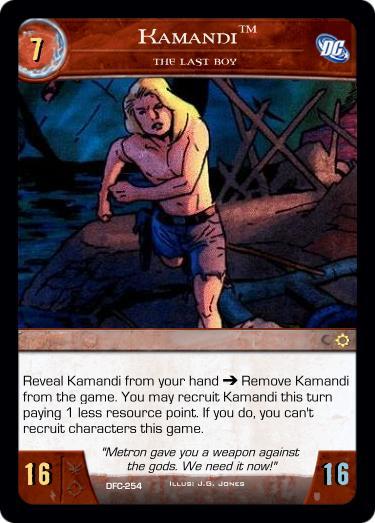 7
KAMANDI™
THE LAST BOY
DC
Reveal Kamandi from your hand ➔ Remove Kamandi
from the game. You may recruit Kamandi this turn
paying 1 less resource point. If you do, you can't
recruit characters this game.
"Metron gave you a weapon against
the gods. We need it now!"
16
DFC-254
ILLUS: J.G. JONES
16